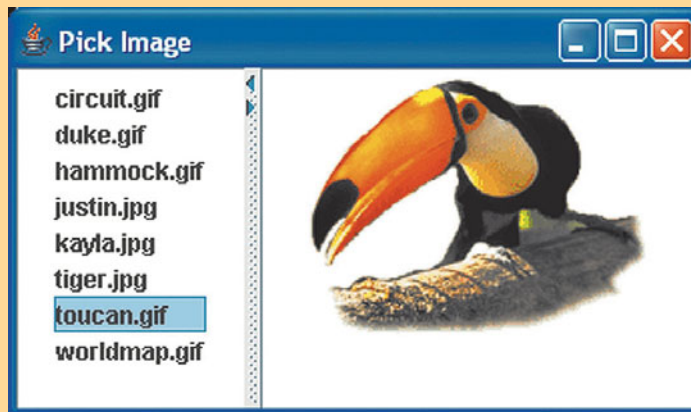 Pick Image
circuit.gif
duke.gif
hammock.gif
justin.jpg
kayla.jpg
tiger.jpg
toucan.gif
worldmap.gif